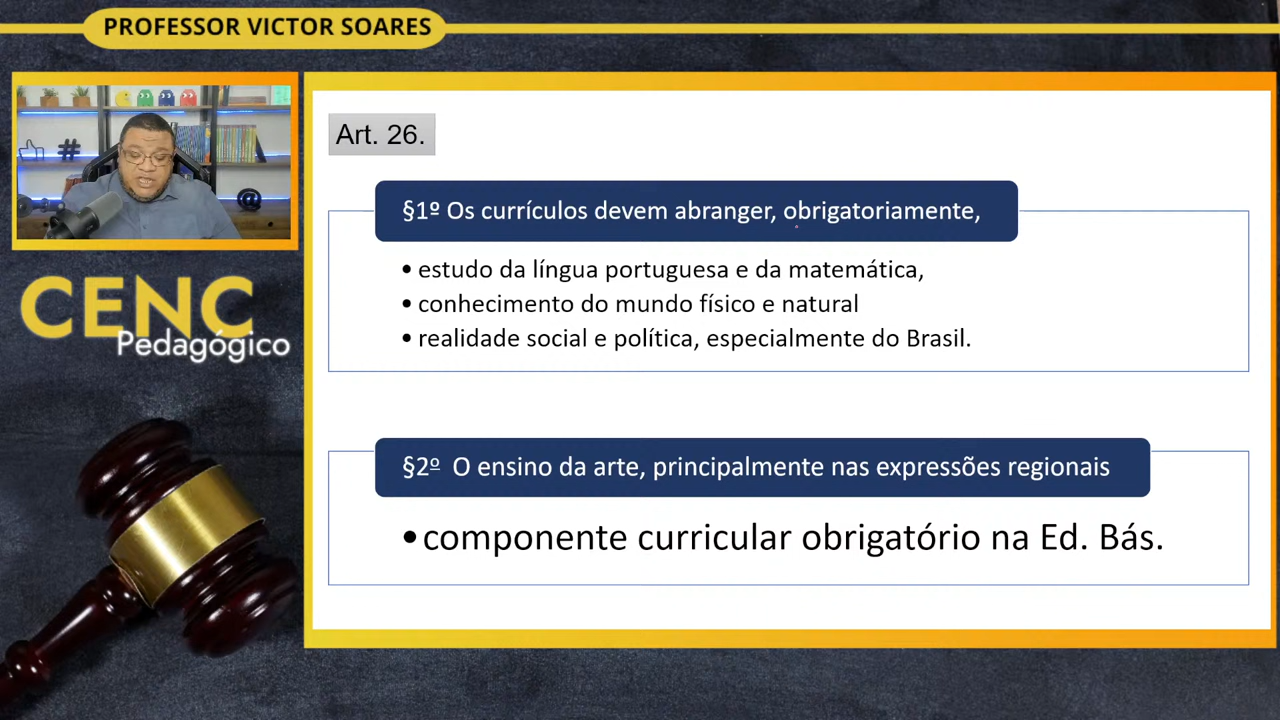 PROFESSOR VICTOR SOARES
Art. 26.
§1º Os currículos devem abranger, obrigatoriamente,
• estudo da língua portuguesa e da matemática,
• conhecimento do mundo físico e natural
• realidade social e política, especialmente do Brasil.
CENC
Pedagógico
§2º O ensino da arte, principalmente nas expressões regionais
• componente curricular obrigatório na Ed. Bás.